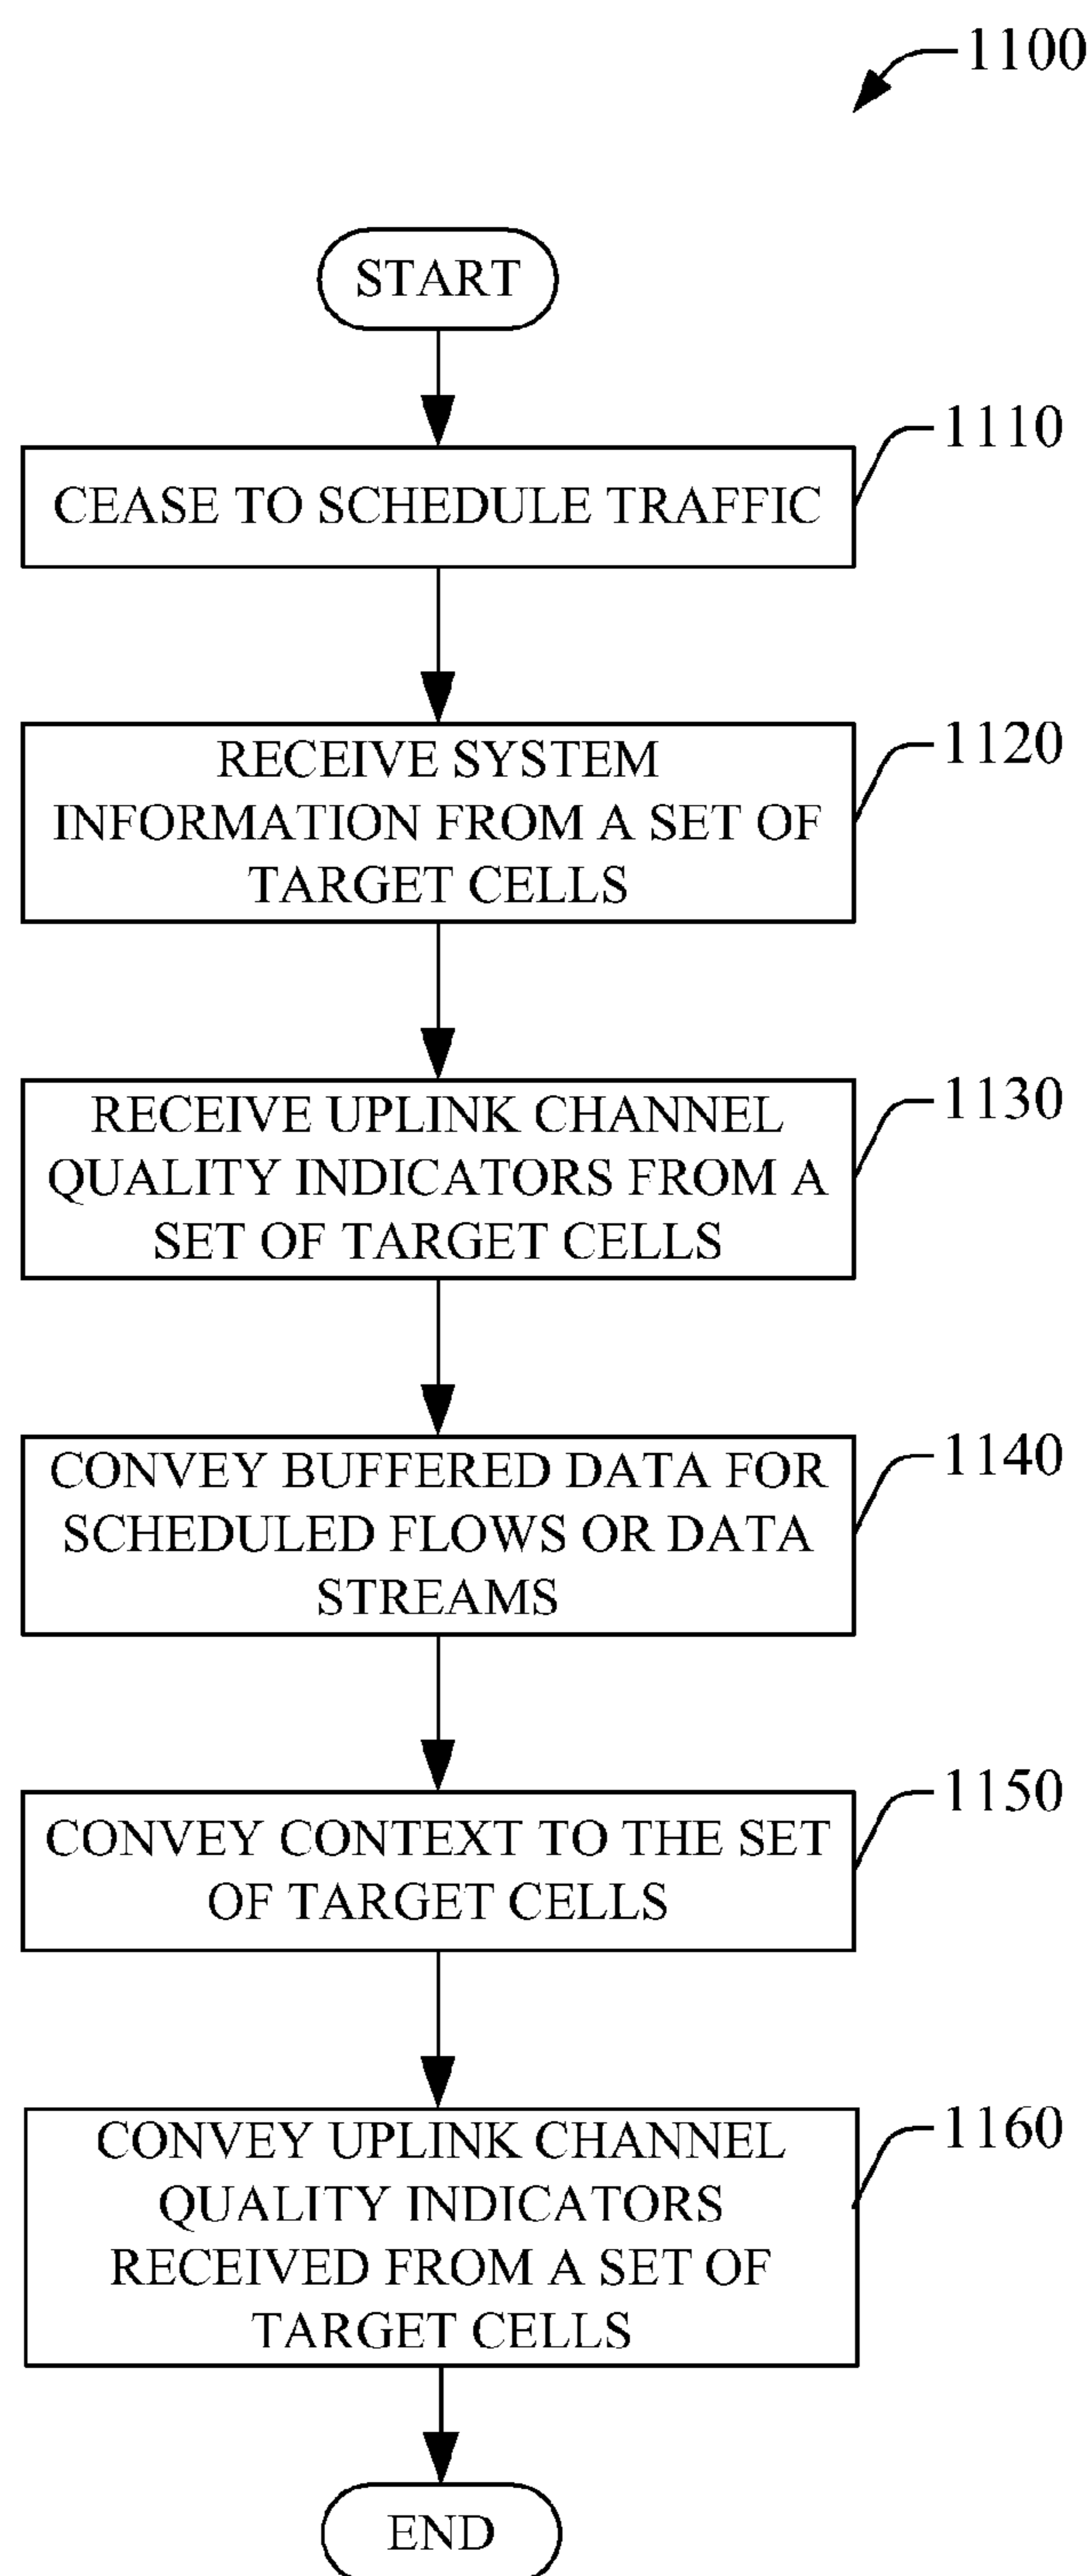 1100
START
1110
CEASE TO SCHEDULE TRAFFIC
1120
RECEIVE SYSTEM
INFORMATION FROM A SET OF
TARGET CELLS
1130
RECEIVE UPLINK CHANNEL
QUALITY INDICATORS FROM A
SET OF TARGET CELLS
1140
CONVEY BUFFERED DATA FOR
SCHEDULED FLOWS OR DATA
STREAMS
1150
CONVEY CONTEXT TO THE SET
OF TARGET CELLS
1160
CONVEY UPLINK CHANNEL
QUALITY INDICATORS
RECEIVED FROM A SET OF
TARGET CELLS
END